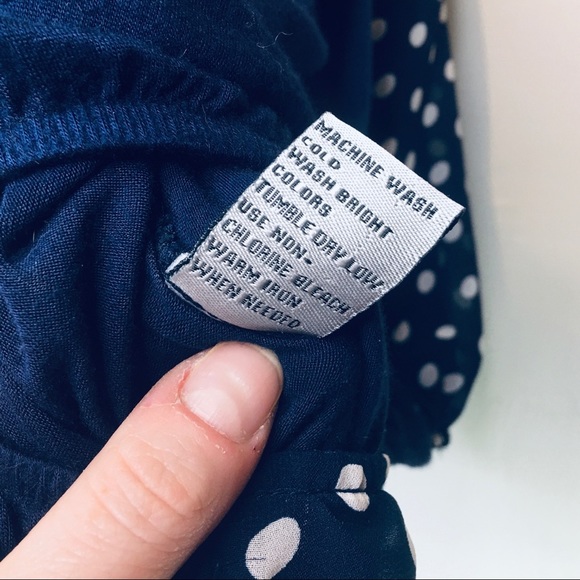 MACHINE WASH
COLD
WASH BRIGHT
COLORS
TUMBLE DRY LOW
USE NON-
CHLORINE BLEACH
WARM IRON
WHEN NEEDED